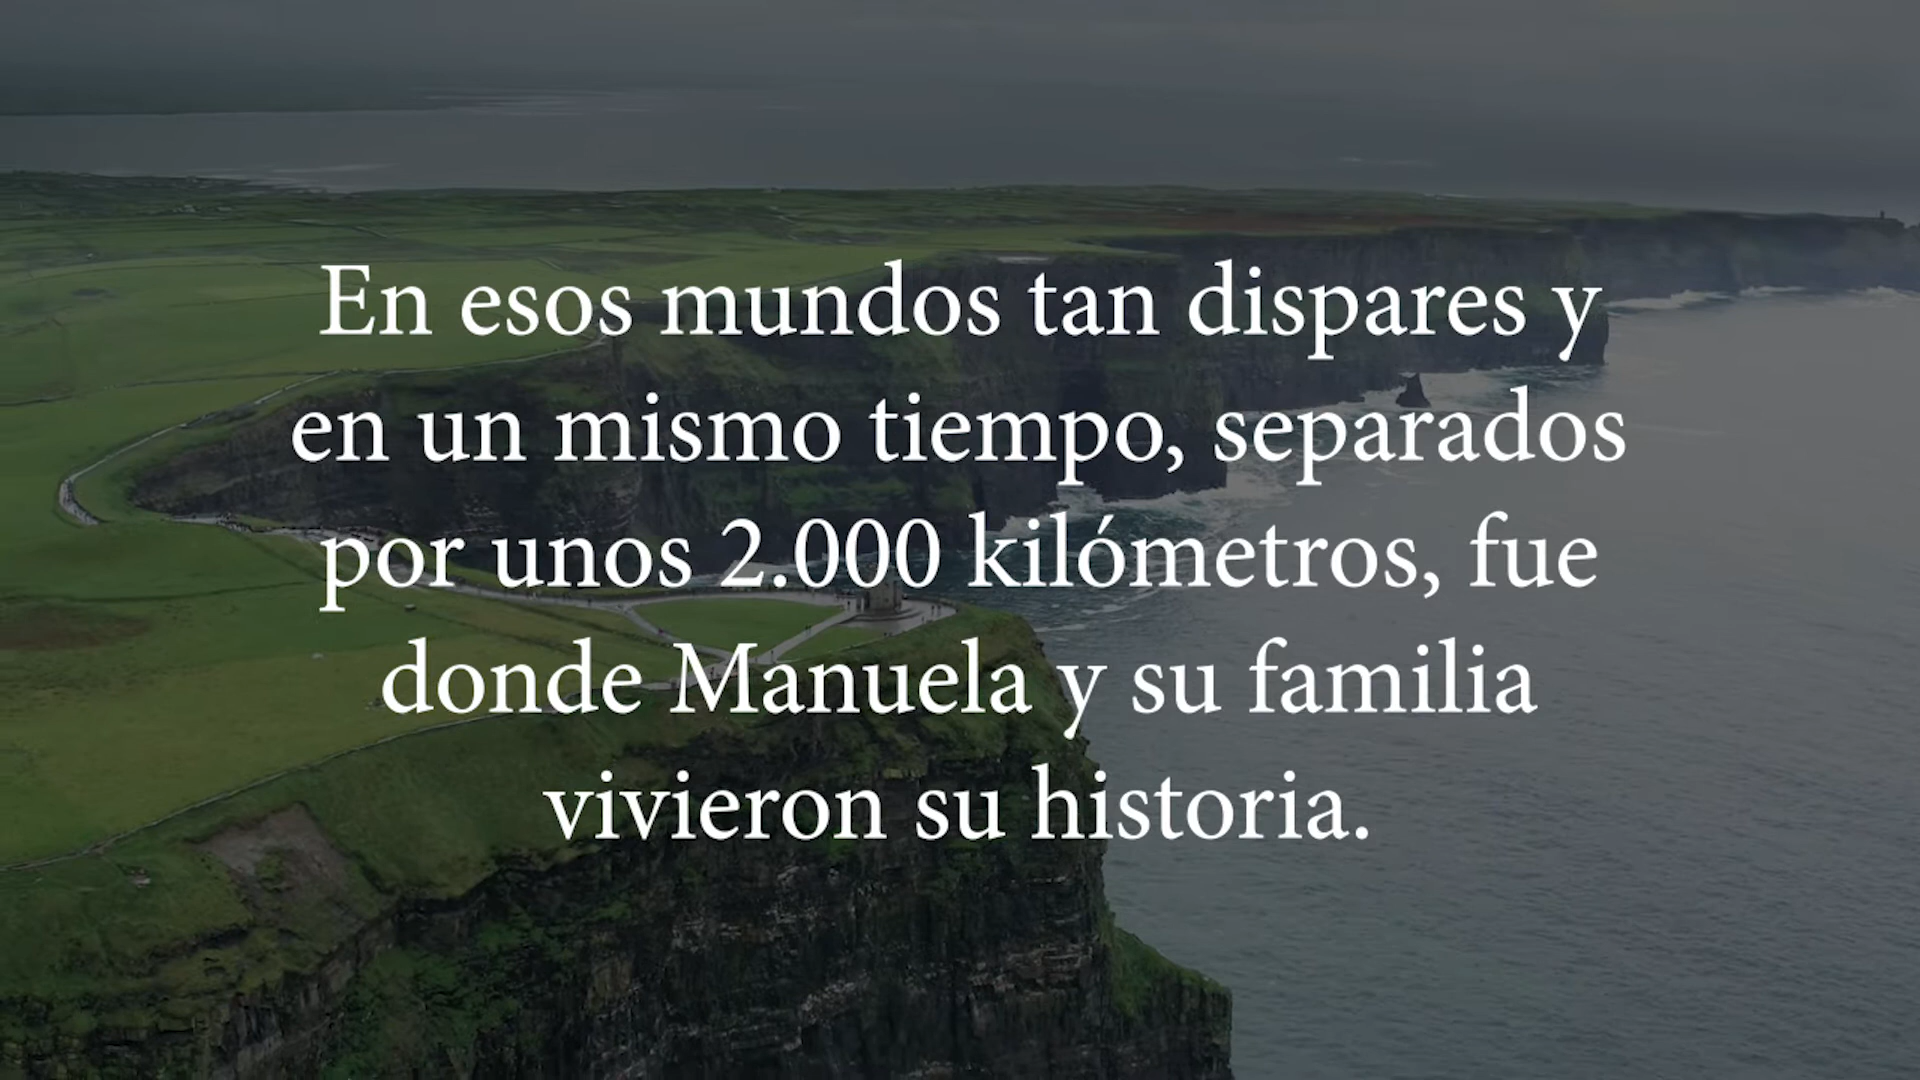 En esos mundos tan dispares y
en un mismo tiempo, separados
por unos 2.000 kilómetros, fue
donde Manuela y su familia
vivieron su historia.